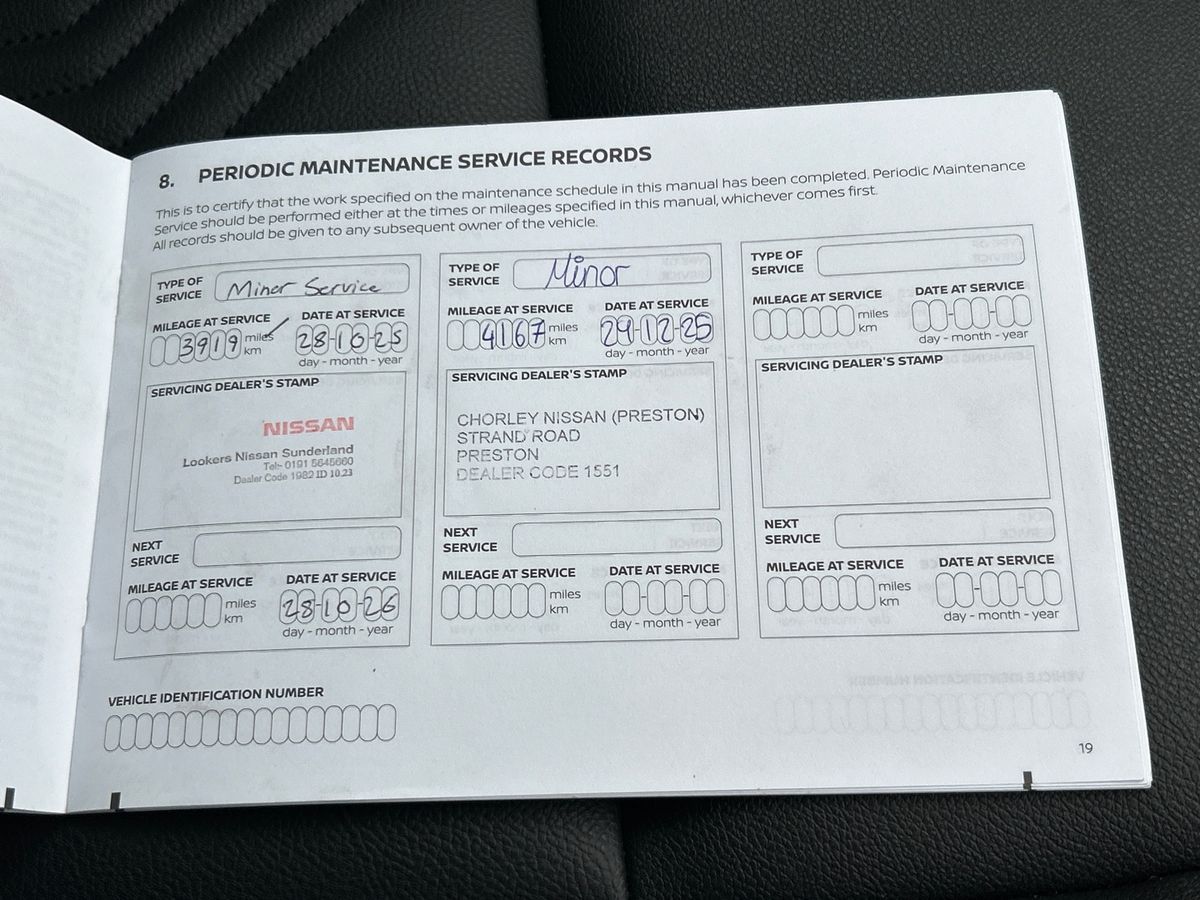 8. PERIODIC MAINTENANCE SERVICE RECORDS
This is to certify that the work specified on the maintenance schedule in this manual has been completed. Periodic Maintenance
Service should be performed either at the times or mileages specified in this manual, whichever comes first.
All records should be given to any subsequent owner of the vehicle.
TYPE OF
SERVICE
Minor Service
MILEAGE AT SERVICE
3919 miles
km
DATE AT SERVICE
28-10-25
day - month - year
SERVICING DEALER'S STAMP
NISSAN
Lookers Nissan Sunderland
Tel:- 0191 5645660
Dealer Code 1982 ID 10.23
NEXT
SERVICE
MILEAGE AT SERVICE
miles
km
DATE AT SERVICE
28-10-26
day - month - year
TYPE OF
SERVICE
Minor
MILEAGE AT SERVICE
4167 miles
km
DATE AT SERVICE
29-12-25
day - month - year
SERVICING DEALER'S STAMP
CHORLEY NISSAN (PRESTON)
STRAND ROAD
PRESTON
DEALER CODE 1551
NEXT
SERVICE
MILEAGE AT SERVICE
miles
km
DATE AT SERVICE
day - month - year
TYPE OF
SERVICE
MILEAGE AT SERVICE
miles
km
DATE AT SERVICE
day - month - year
SERVICING DEALER'S STAMP
NEXT
SERVICE
MILEAGE AT SERVICE
miles
km
DATE AT SERVICE
day - month - year
VEHICLE IDENTIFICATION NUMBER
19